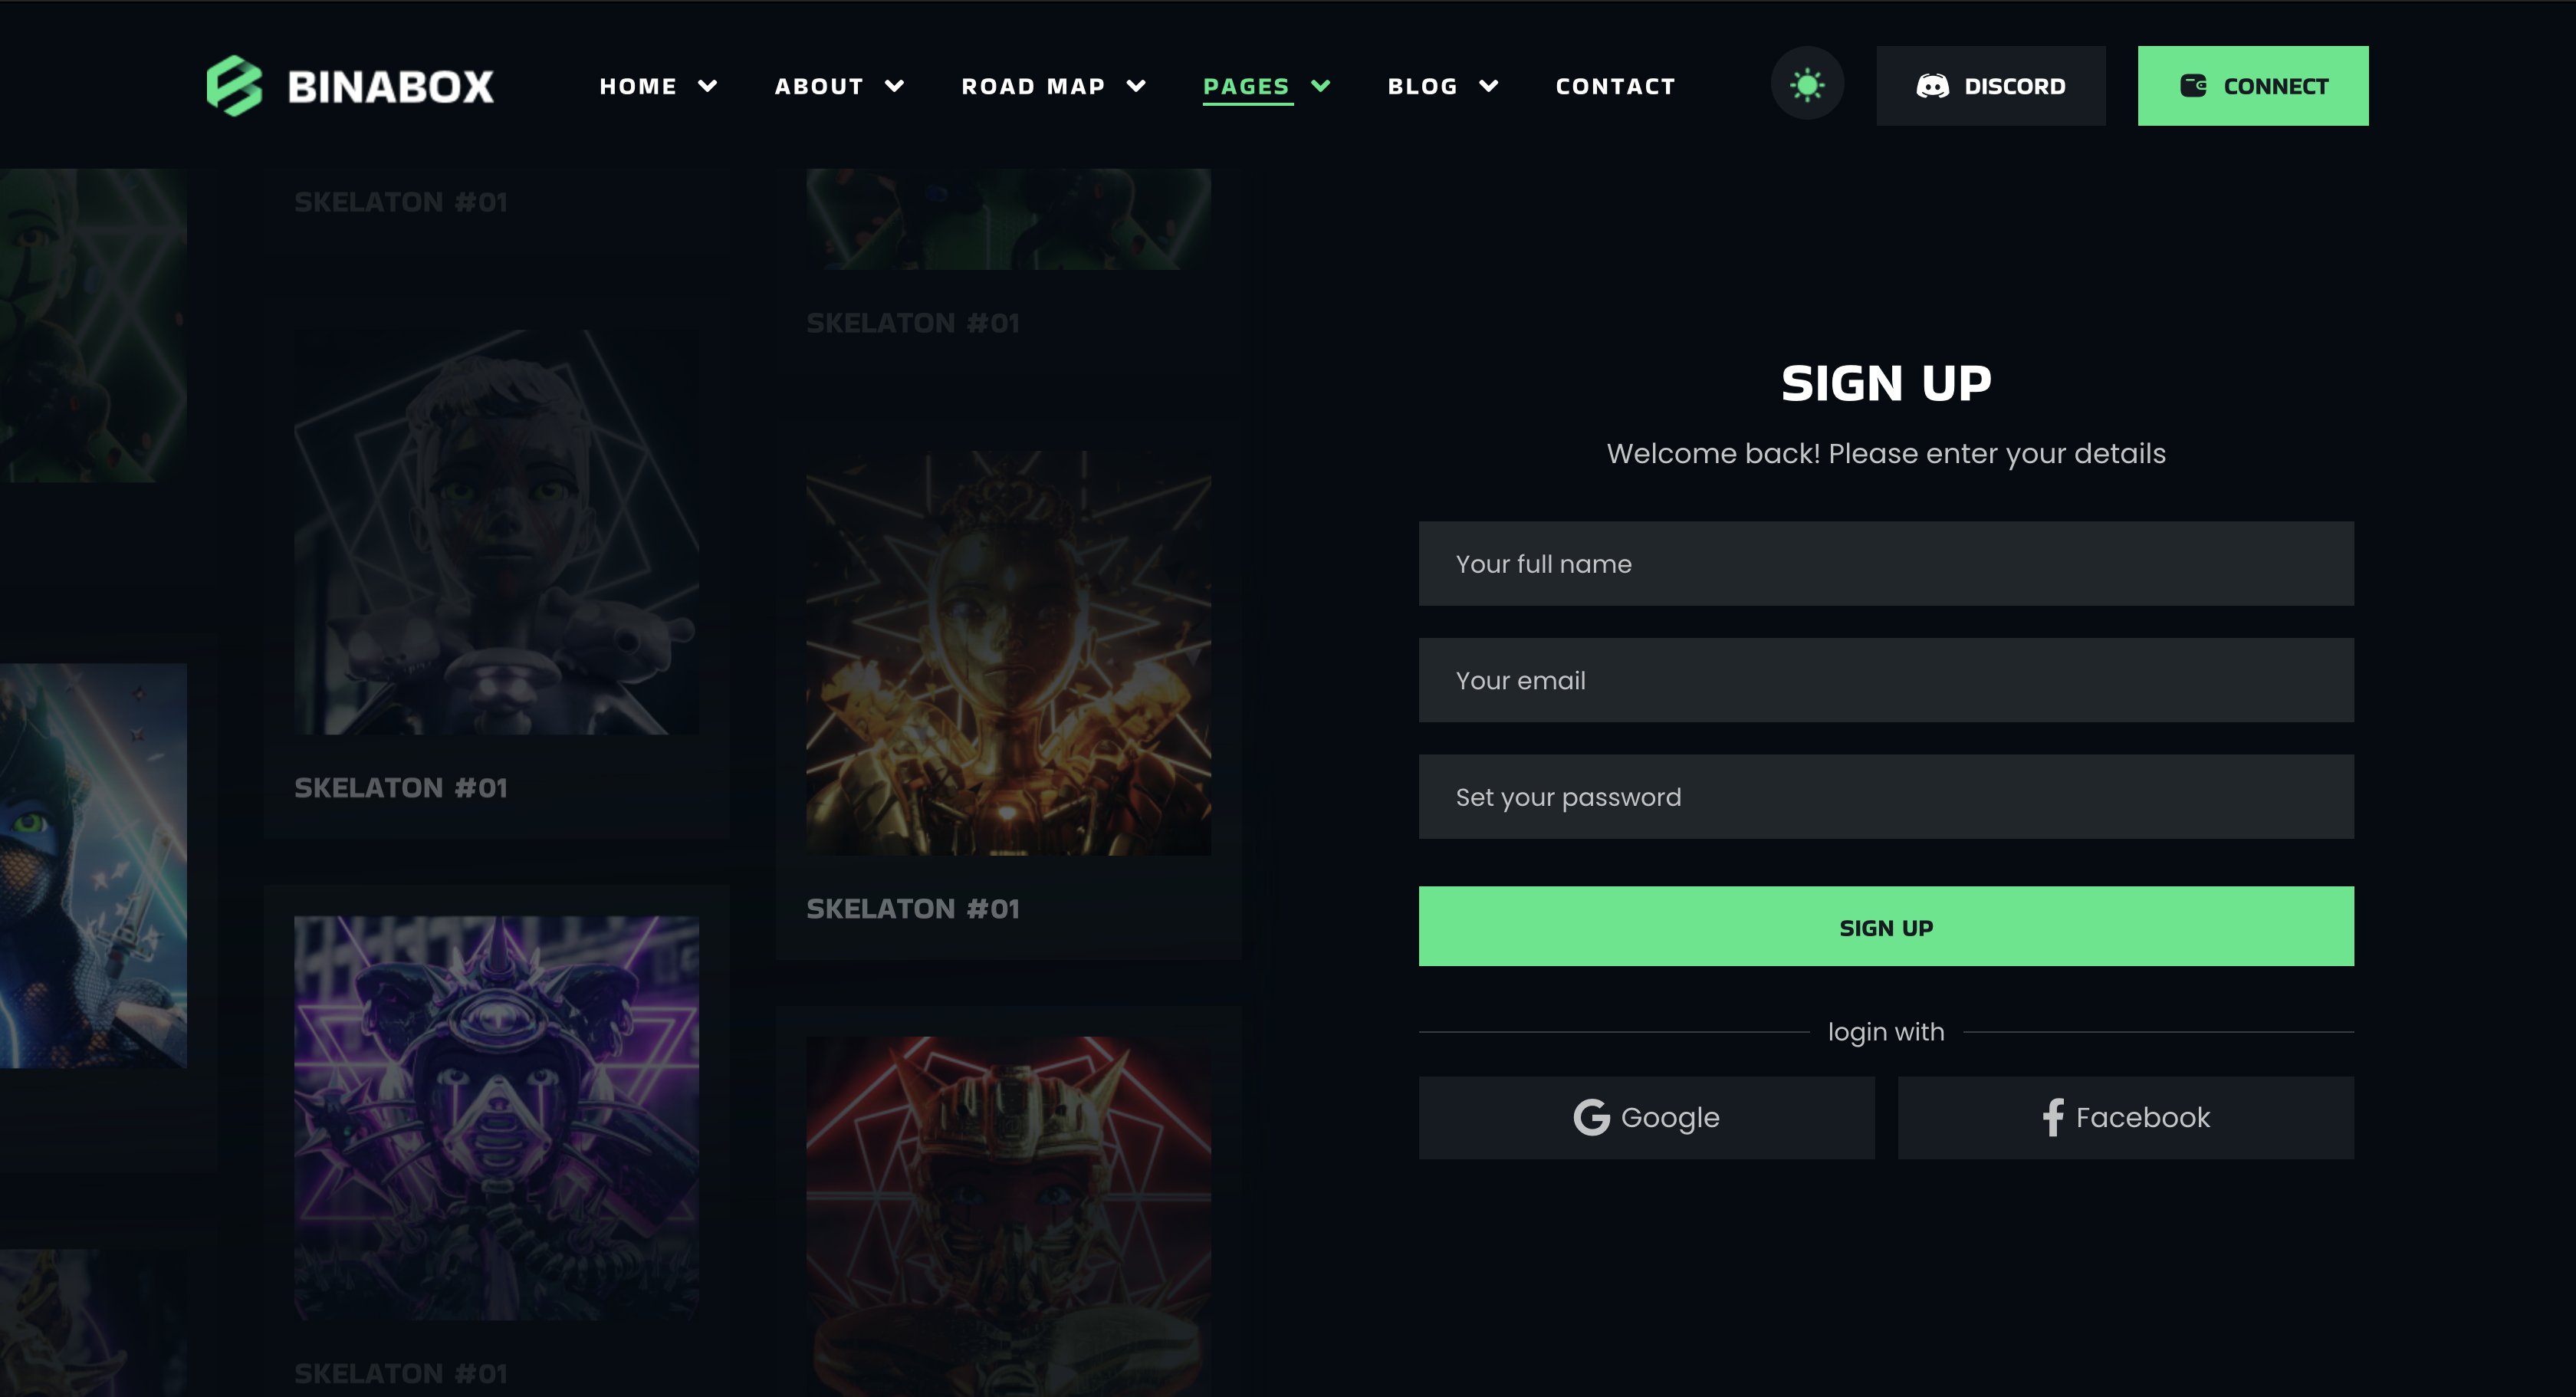 BINABOX
HOME
ABOUT
ROAD MAP
PAGES
BLOG
CONTACT
DISCORD
CONNECT
SKELATON #01
SKELATON #01
SKELATON #01
SKELATON #01
SKELATON #01
SIGN UP
Welcome back! Please enter your details
Your full name
Your email
Set your password
SIGN UP
login with
Google
Facebook